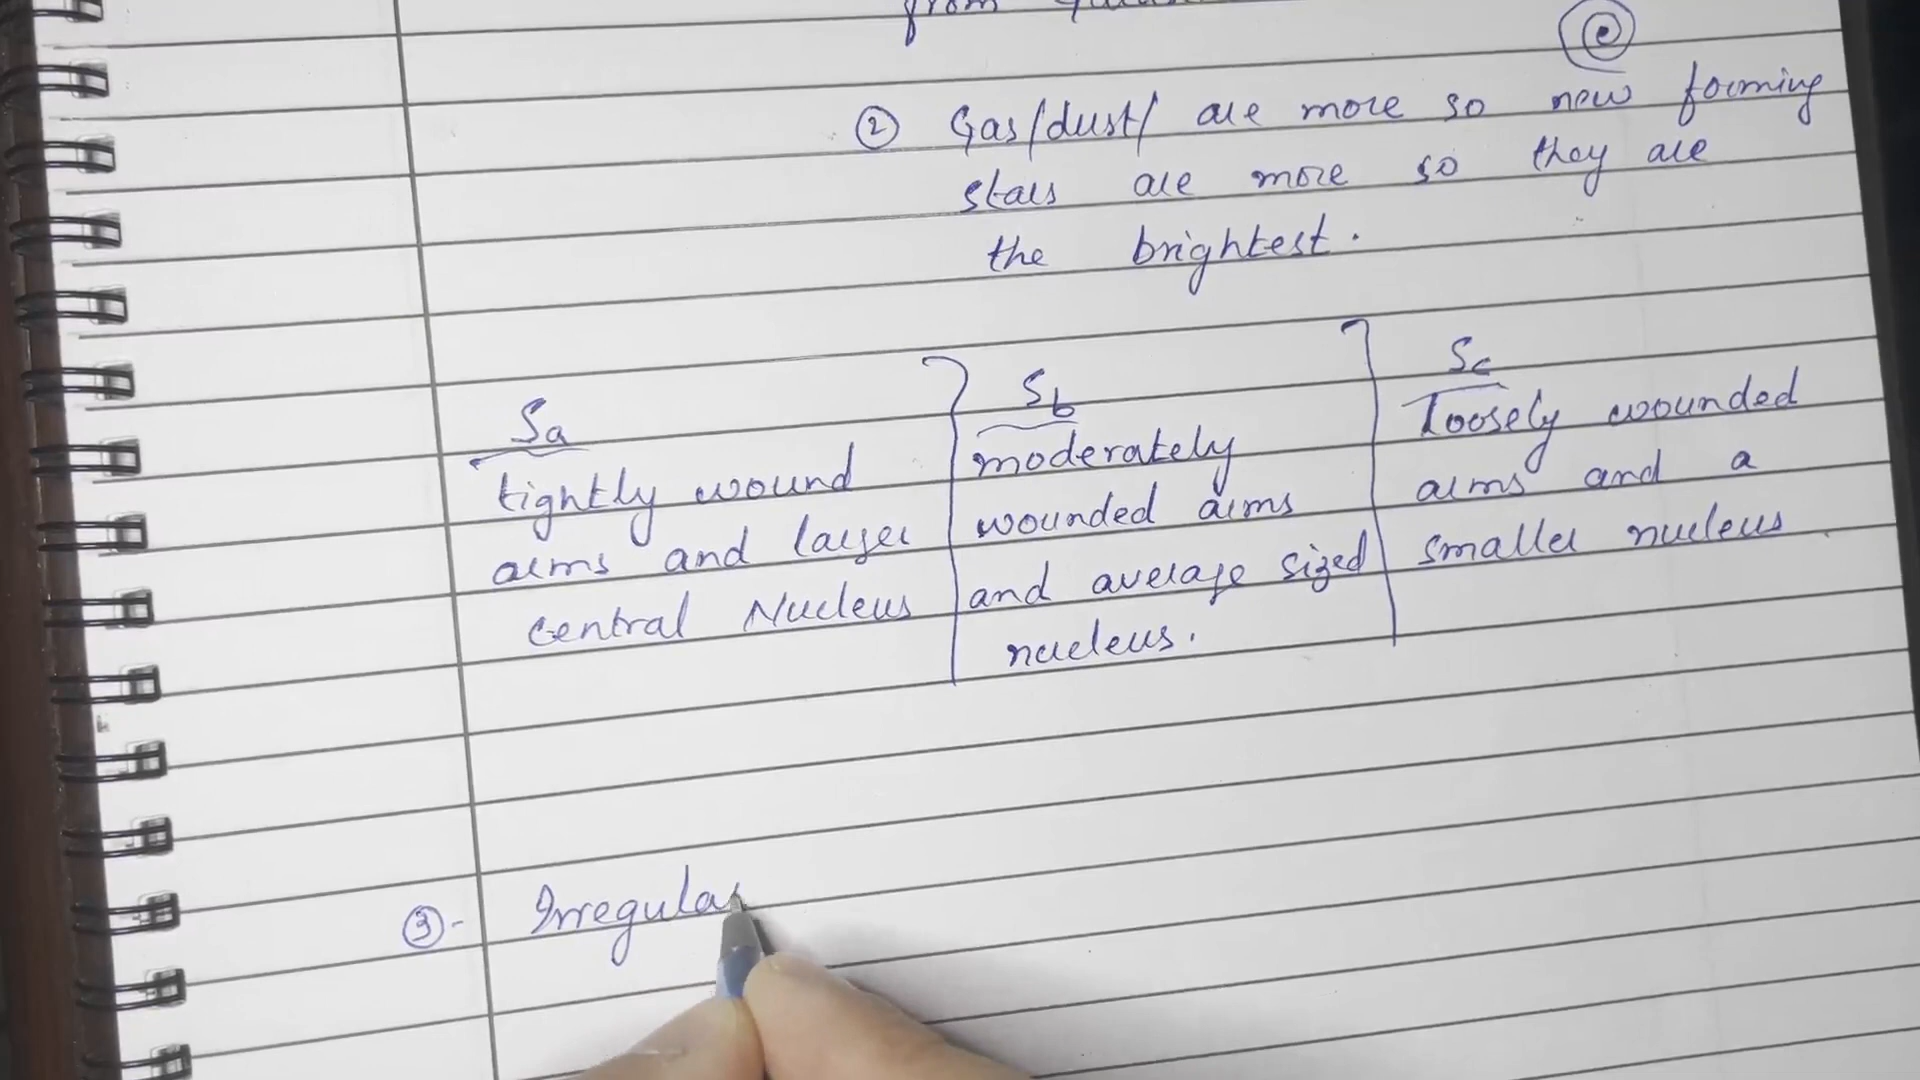 from
② Gas/dust/ are more so new forming
stars are more so they are
the brightest.
Sa
tightly wound
arms and larger
central Nucleus
Sb
moderately
wounded arms
and average sized
nucleus.
Sc
Loosely wounded
arms and a
smaller nucleus
③- Irregular